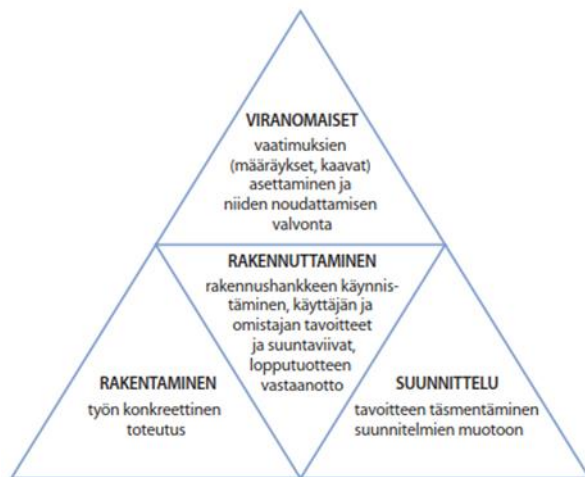 VIRANOMAISET
vaatimuksien
(määräykset, kaavat)
asettaminen ja
niiden noudattamisen
valvonta
RAKENNUTTAMINEN
rakennushankkeen käynnis-
täminen, käyttäjän ja
omistajan tavoitteet
ja suuntaviivat,
lopputuotteen
vastaanotto
RAKENTAMINEN
työn konkreettinen
toteutus
SUUNNITTELU
tavoitteen täsmentäminen
suunnitelmien muotoon